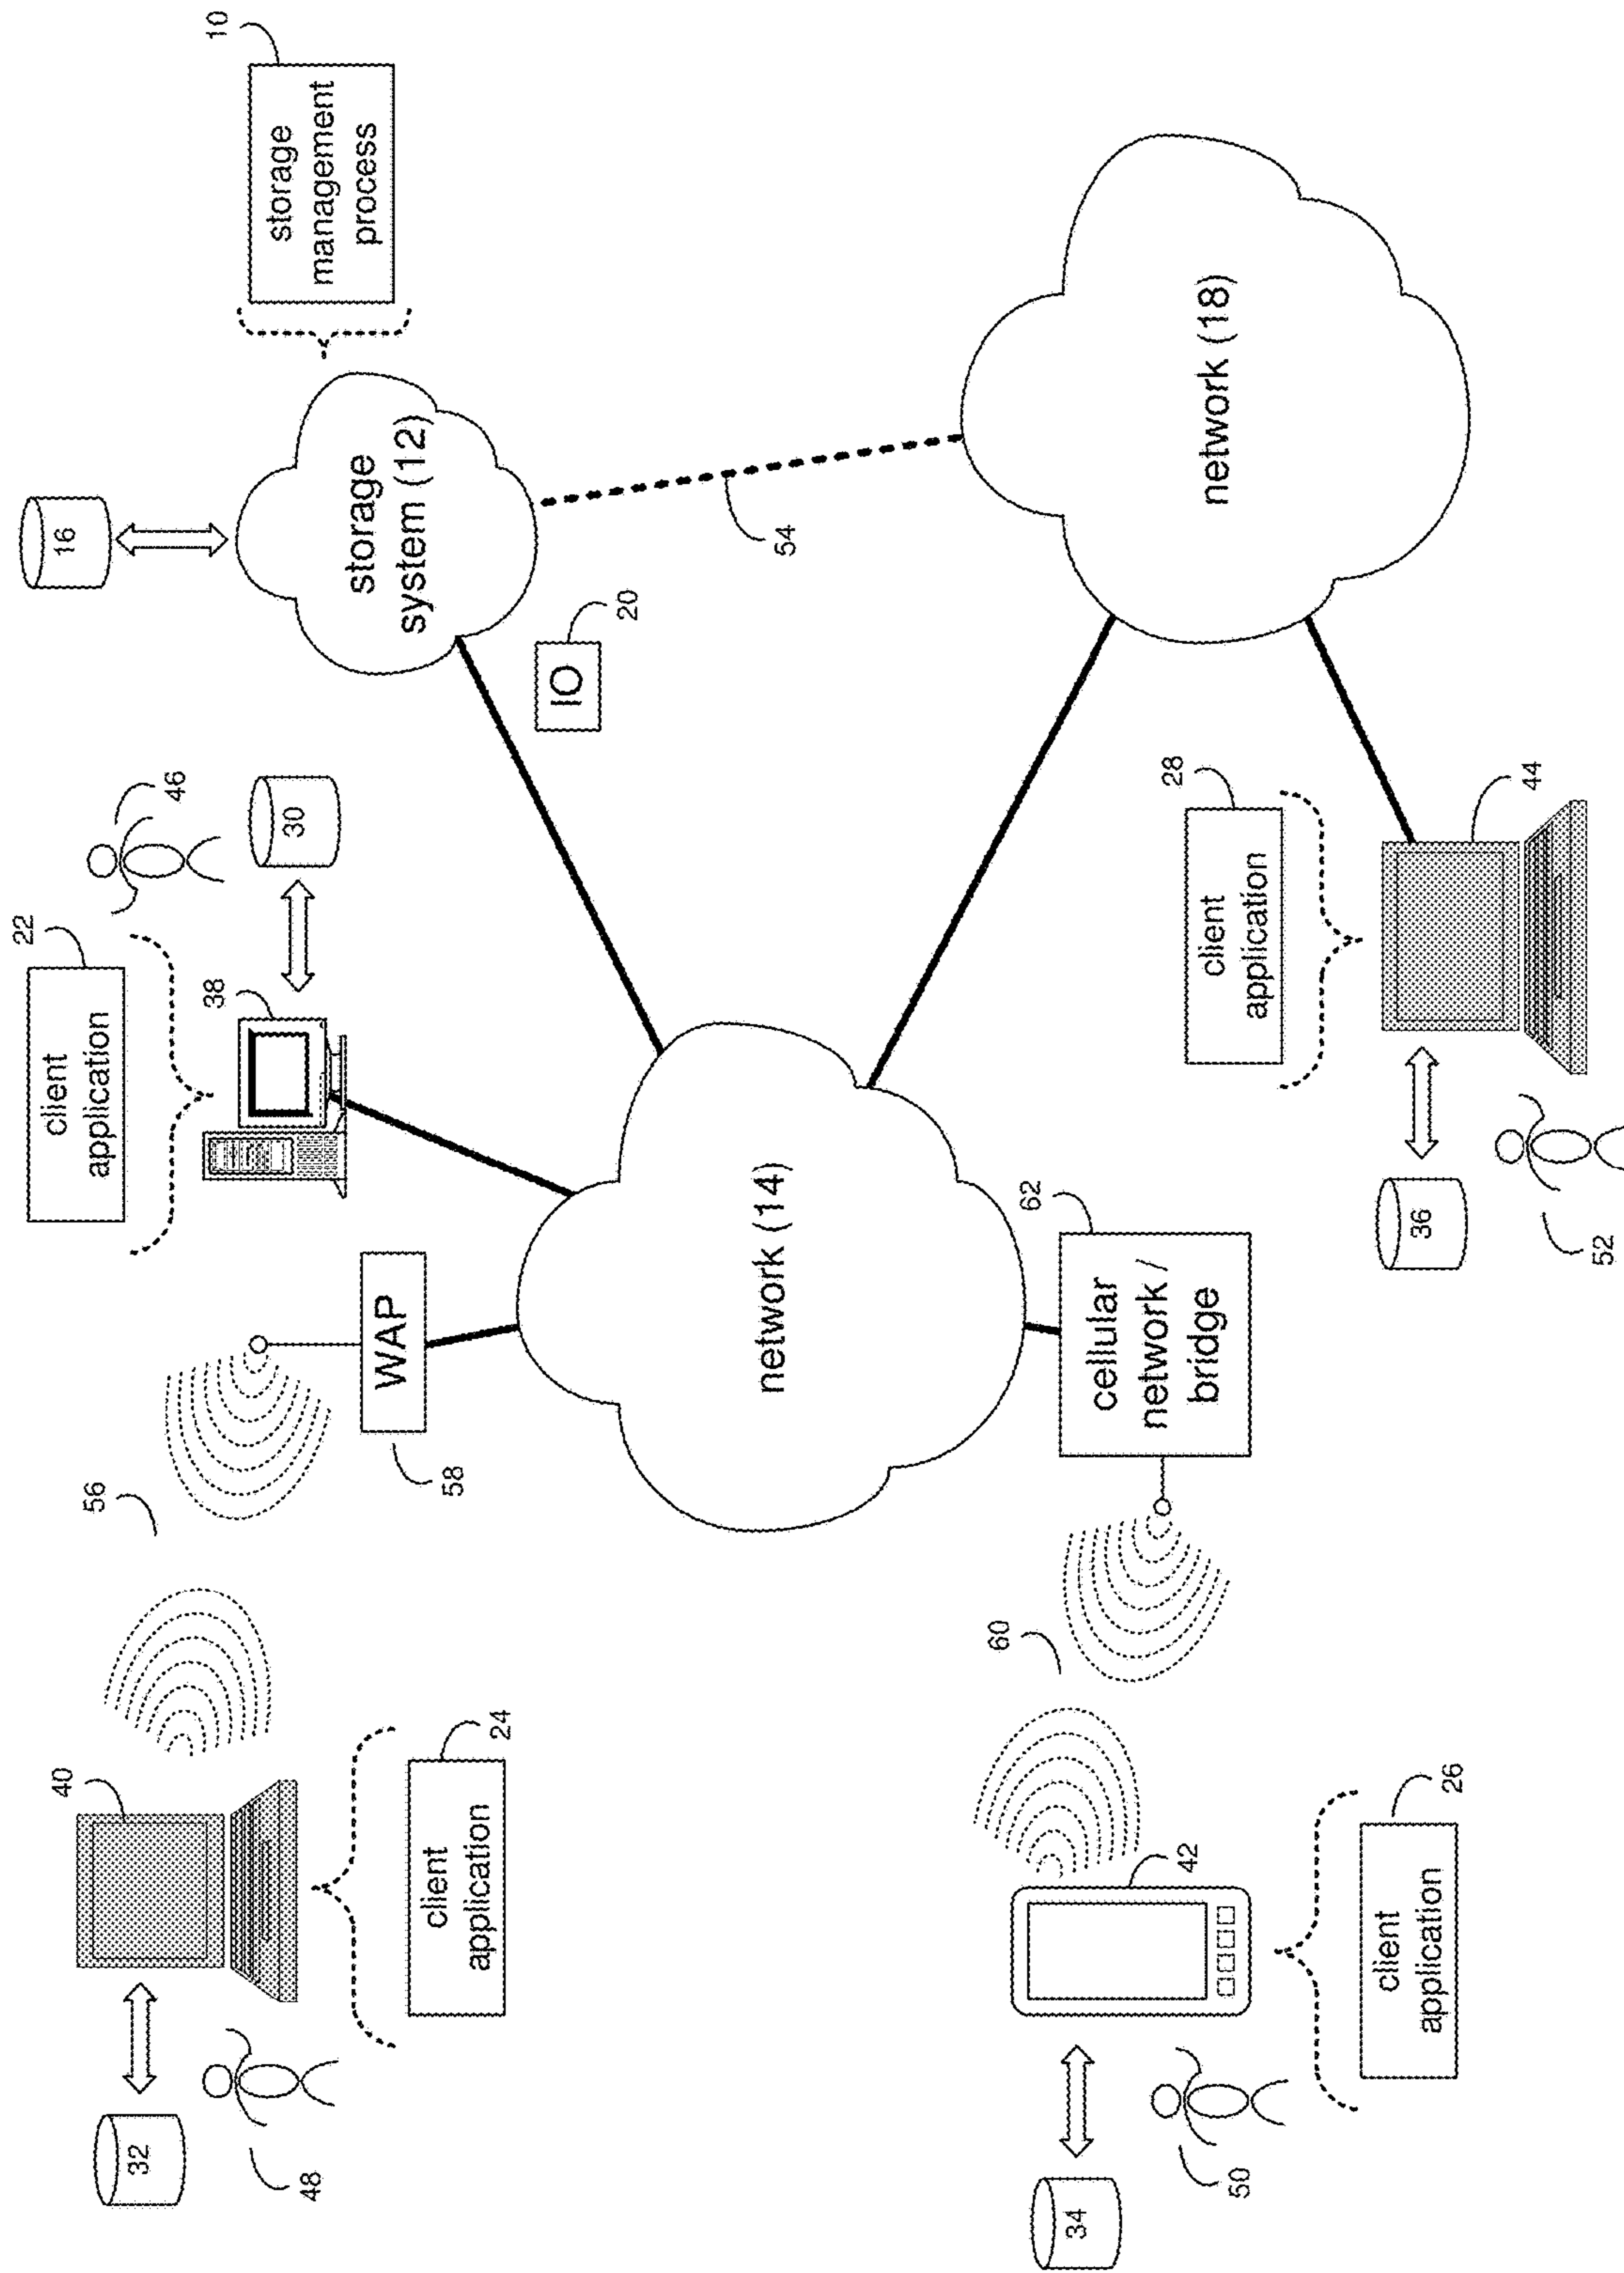 32
48
40
client
application
24
56
58
WAP
client
application
22
38
46
30
16
storage
system (12)
IO
20
storage
management
process
10
network (14)
54
34
50
42
client
application
26
60
cellular
network /
bridge
62
36
52
client
application
28
44
network (18)